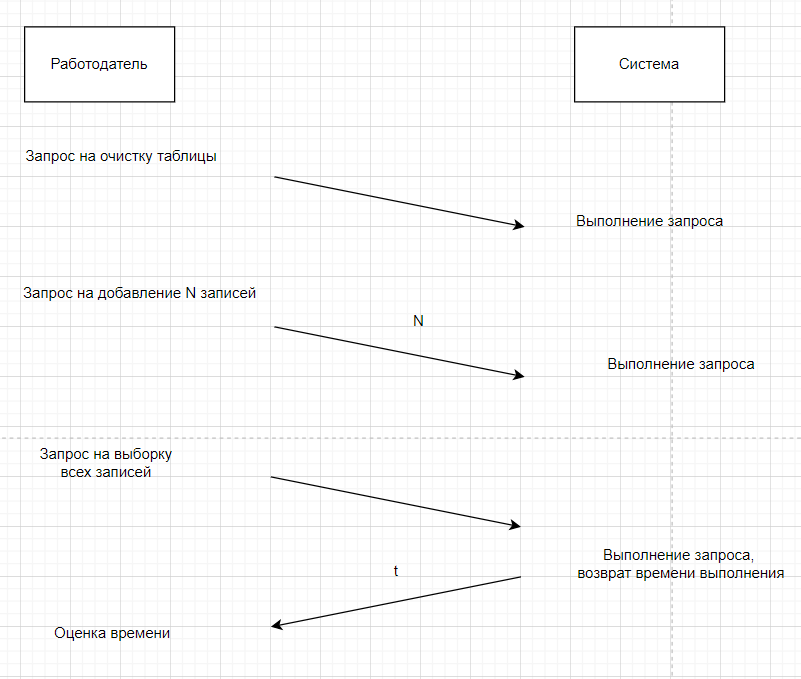 Работодатель
Система
Запрос на очистку таблицы
Выполнение запроса
Запрос на добавление N записей
N
Выполнение запроса
Запрос на выборку
всех записей
Выполнение запроса,
возврат времени выполнения
t
Оценка времени